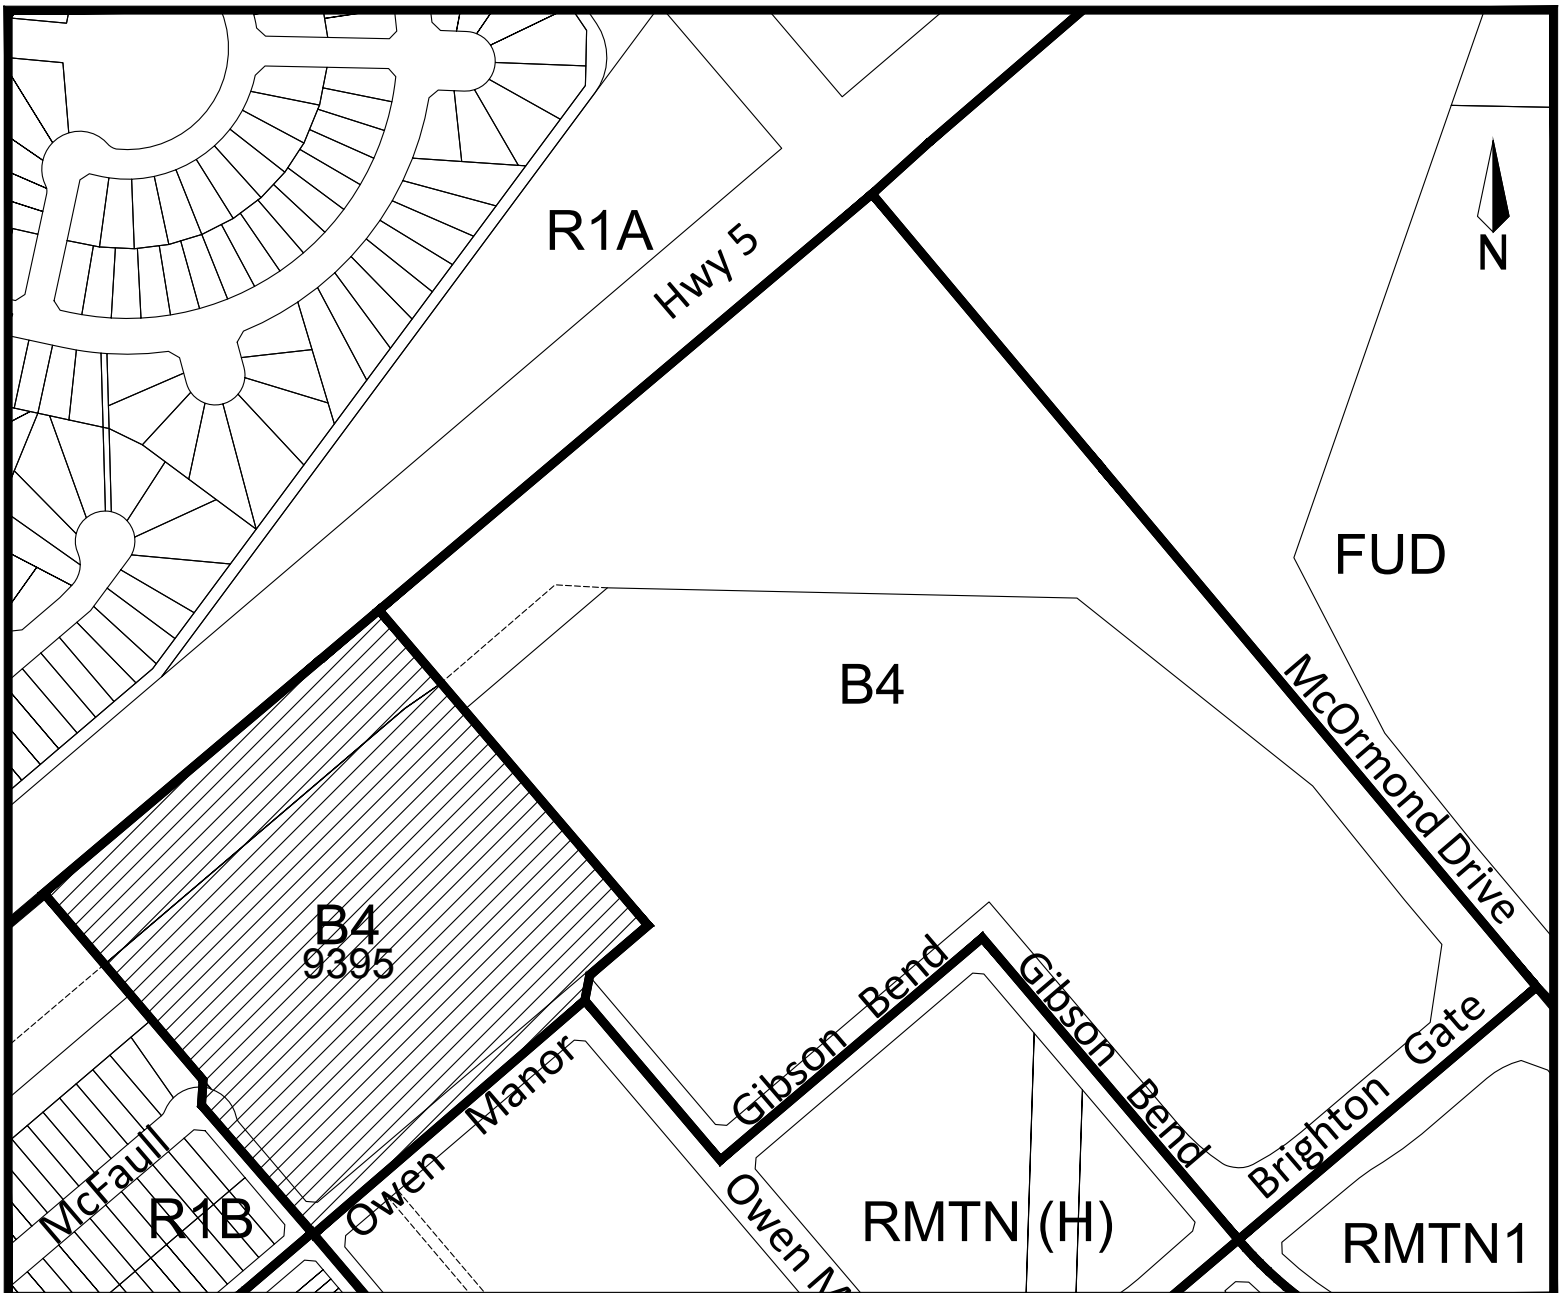 R1A
Hwy 5
N
FUD
B4
McOrmond Drive
B4
9395
Gibson Bend
Gibson Bend
Brighton Gate
Owen Manor
McFaull
R1B
Owen M
RMTN (H)
RMTN1